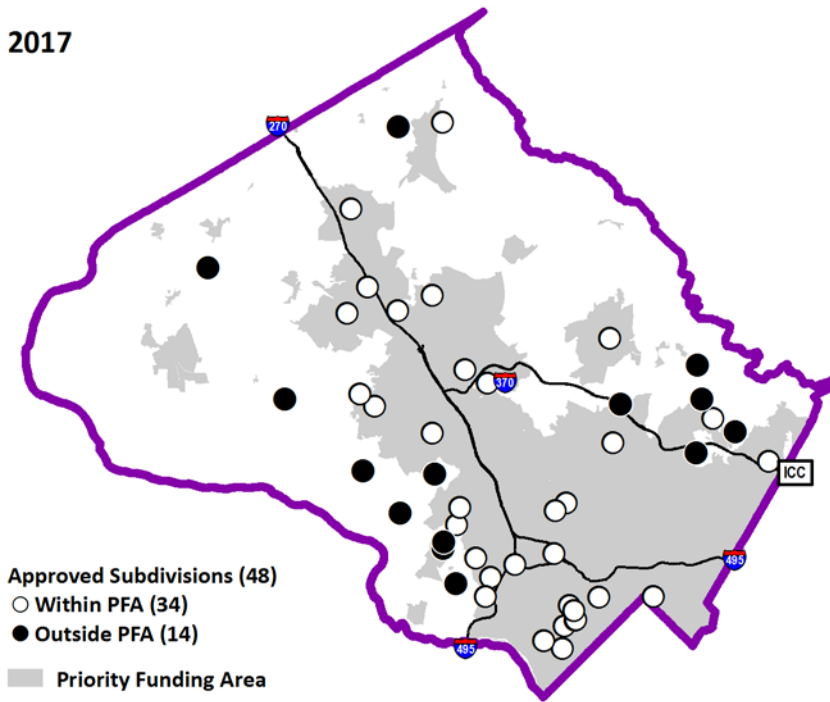 2017
270
370
ICC
495
Approved Subdivisions (48)
Within PFA (34)
Outside PFA (14)
495
Priority Funding Area